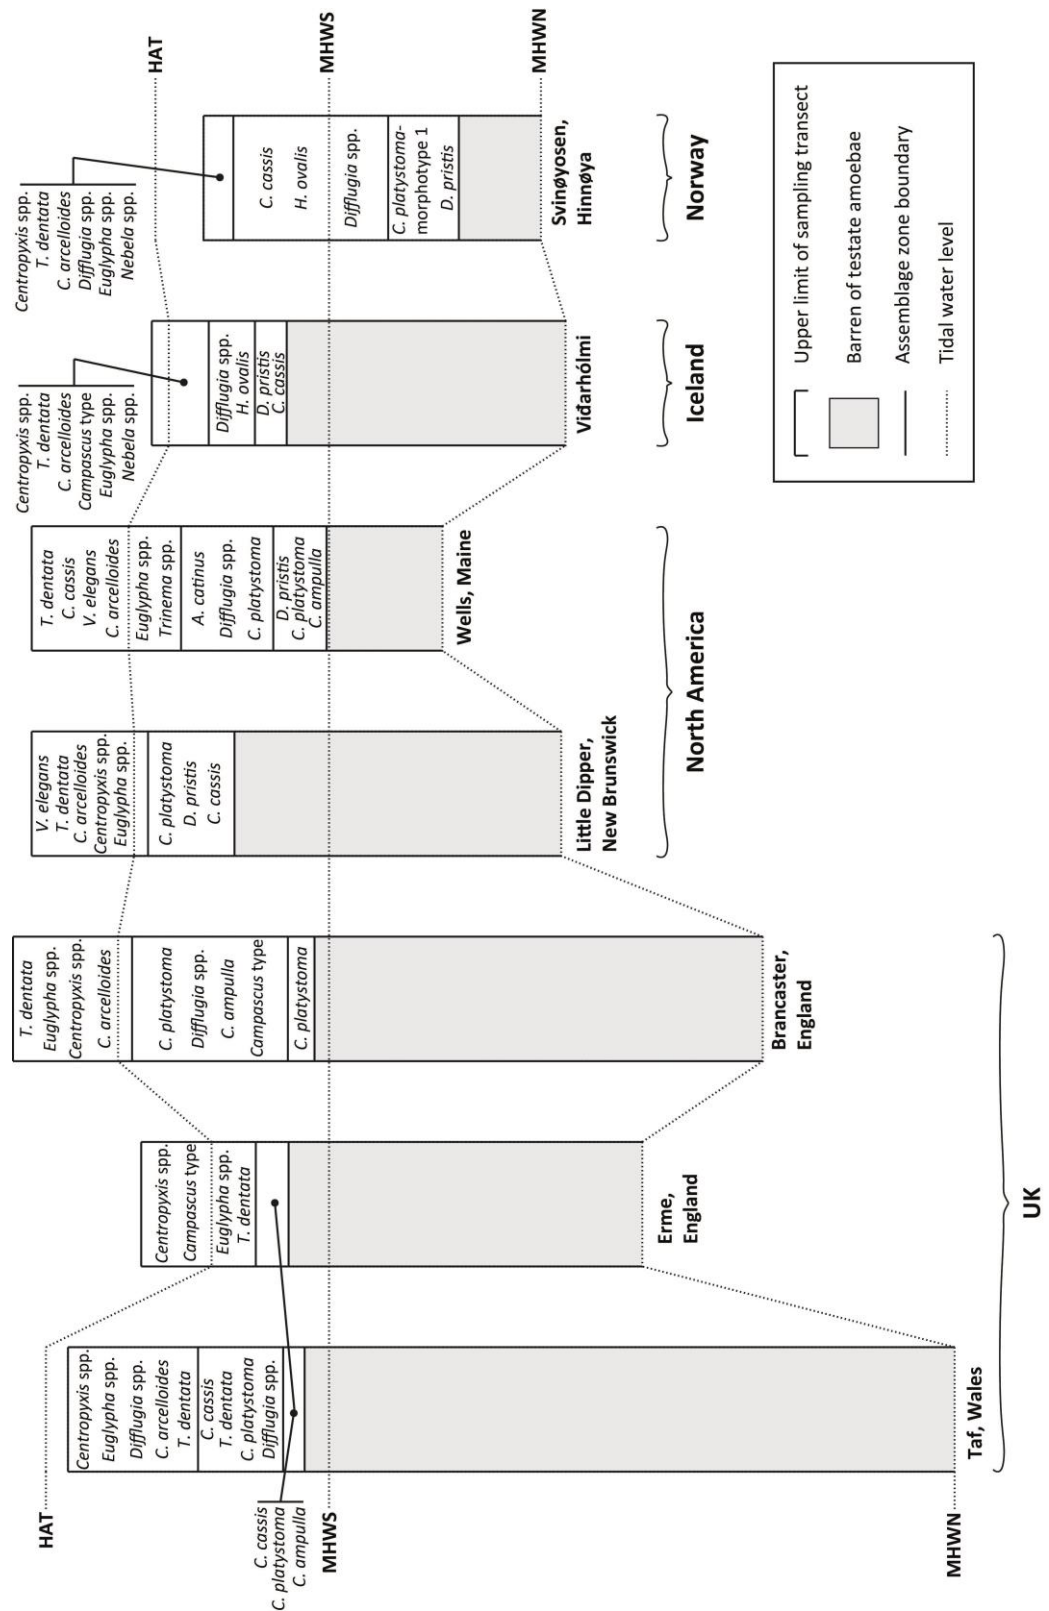 HAT
MHWS
MHWN
C. cassis
C. platystoma
C. ampulla
Centropyxis spp.
Euglypha spp.
Difflugia spp.
C. arcelloides
T. dentata
C. cassis
T. dentata
C. platystoma
Difflugia spp.
Taf, Wales
Centropyxis spp.
Campascus type
Euglypha spp.
T. dentata
Erme,
England
T. dentata
Euglypha spp.
Centropyxis spp.
C. arcelloides
C. platystoma
Difflugia spp.
C. ampulla
Campascus type
C. platystoma
Brancaster,
England
UK
V. elegans
T. dentata
C. arcelloides
Centropyxis spp.
Euglypha spp.
C. platystoma
D. pristis
C. cassis
Little Dipper,
New Brunswick
T. dentata
C. cassis
V. elegans
C. arcelloides
Euglypha spp.
Trinema spp.
A. catinus
Difflugia spp.
C. platystoma
D. pristis
C. platystoma
C. ampulla
Wells, Maine
North America
Centropyxis spp.
T. dentata
C. arcelloides
Campascus type
Euglypha spp.
Nebela spp.
Difflugia spp.
H. ovalis
D. pristis
C. cassis
Viðarhólmi
Iceland
Centropyxis spp.
T. dentata
C. arcelloides
Difflugia spp.
Euglypha spp.
Nebela spp.
C. cassis
H. ovalis
Difflugia spp.
C. platystoma-
morphotype 1
D. pristis
Svinøyosen,
Hinnøya
Norway
HAT
MHWS
MHWN
Upper limit of sampling transect
Barren of testate amoebae
Assemblage zone boundary
Tidal water level